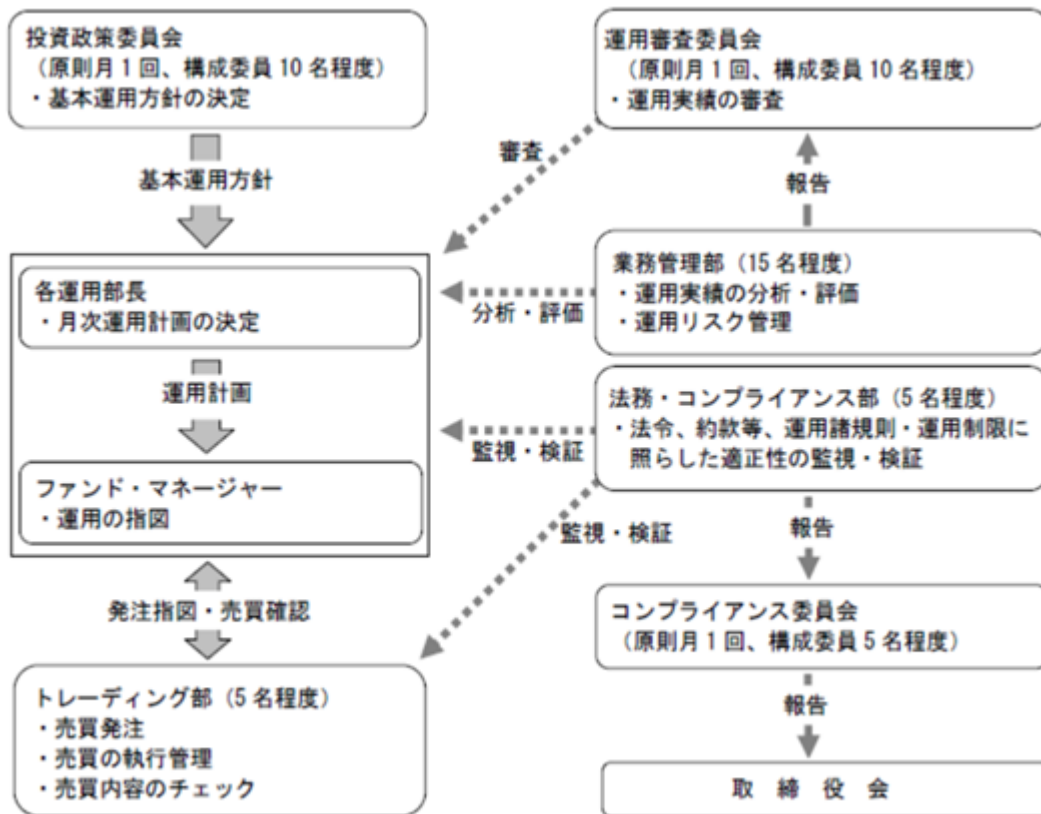 投資政策委員会
（原則月１回、構成委員 10 名程度）
・基本運用方針の決定
基本運用方針
各運用部長
・月次運用計画の決定
運用計画
ファンド・マネージャー
・運用の指図
発注指図・売買確認
トレーディング部（5 名程度）
・売買発注
・売買の執行管理
・売買内容のチェック
運用審査委員会
（原則月１回、構成委員 10 名程度）
・運用実績の審査
審査
報告
業務管理部（15 名程度）
・運用実績の分析・評価
・運用リスク管理
分析・評価
法務・コンプライアンス部（5 名程度）
・法令、約款等、運用諸規則・運用制限に
照らした適正性の監視・検証
監視・検証
監視・検証
報告
コンプライアンス委員会
（原則月１回、構成委員 5 名程度）
報告
取 締 役 会